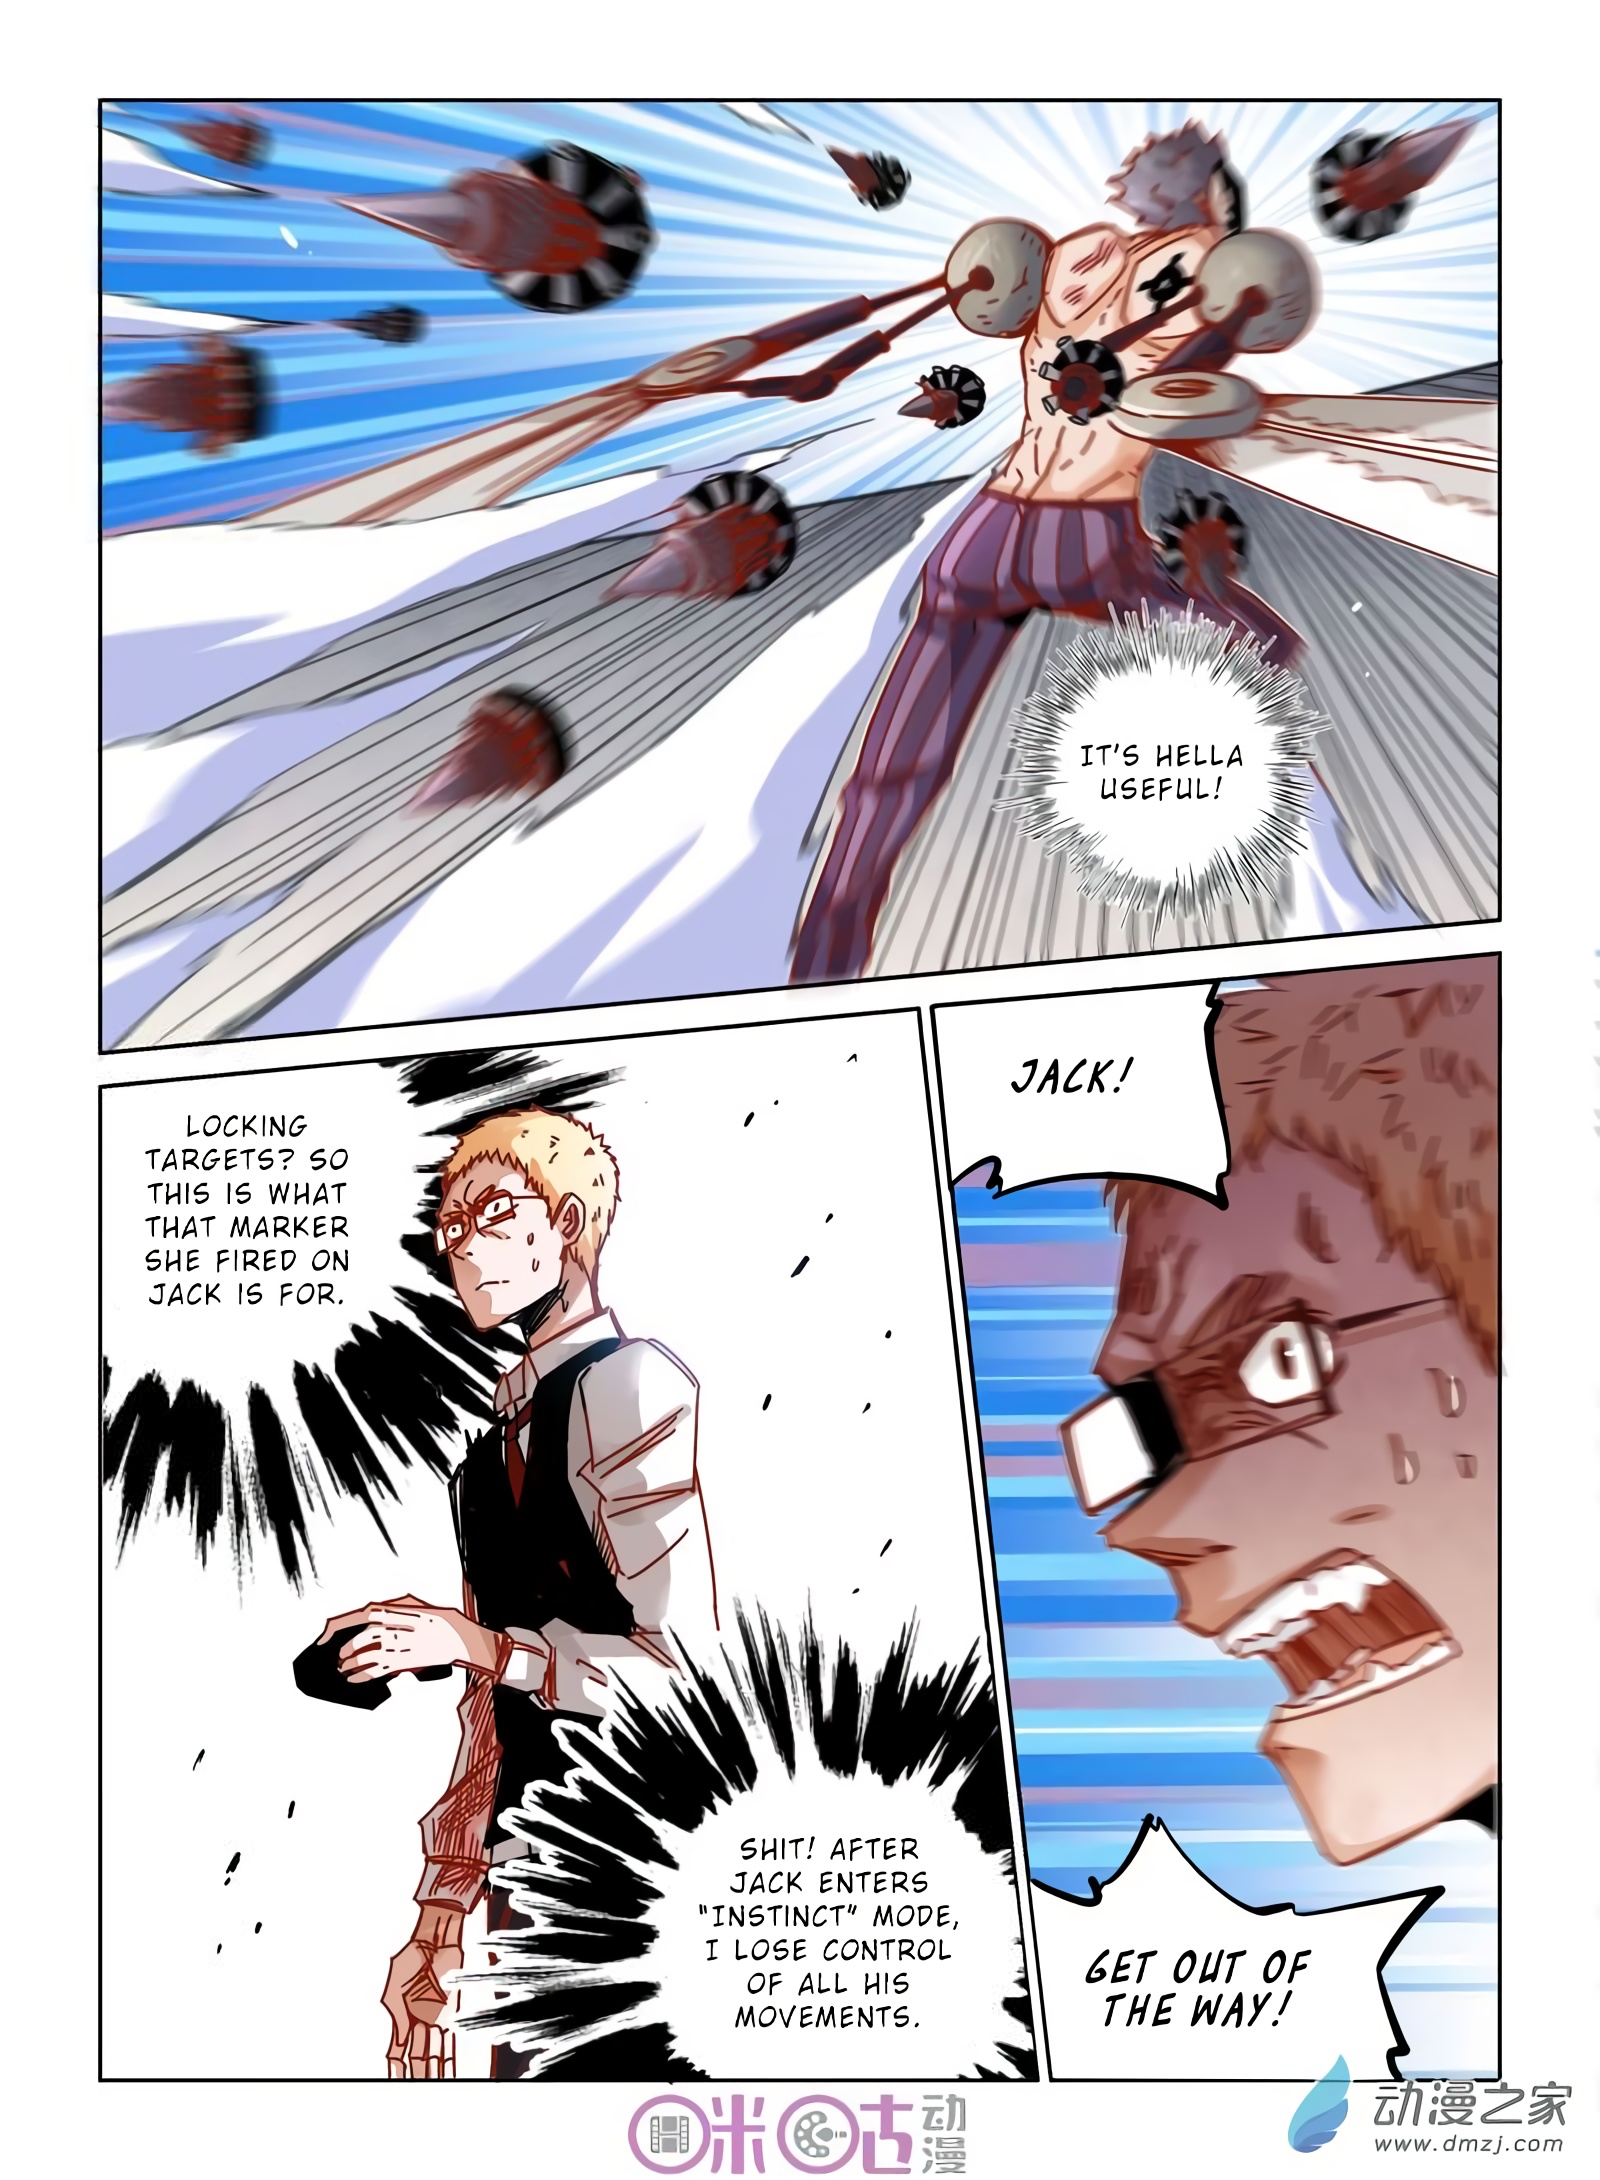 IT'S HELLA
USEFUL!
LOCKING
TARGETS? SO
THIS IS WHAT
THAT MARKER
SHE FIRED ON
JACK IS FOR.
SHIT! AFTER
JACK ENTERS
"INSTINCT" MODE,
I LOSE CONTROL
OF ALL HIS
MOVEMENTS.
JACK!
GET OUT OF
THE WAY!
咪咕动漫
动漫之家
www.dmzj.com